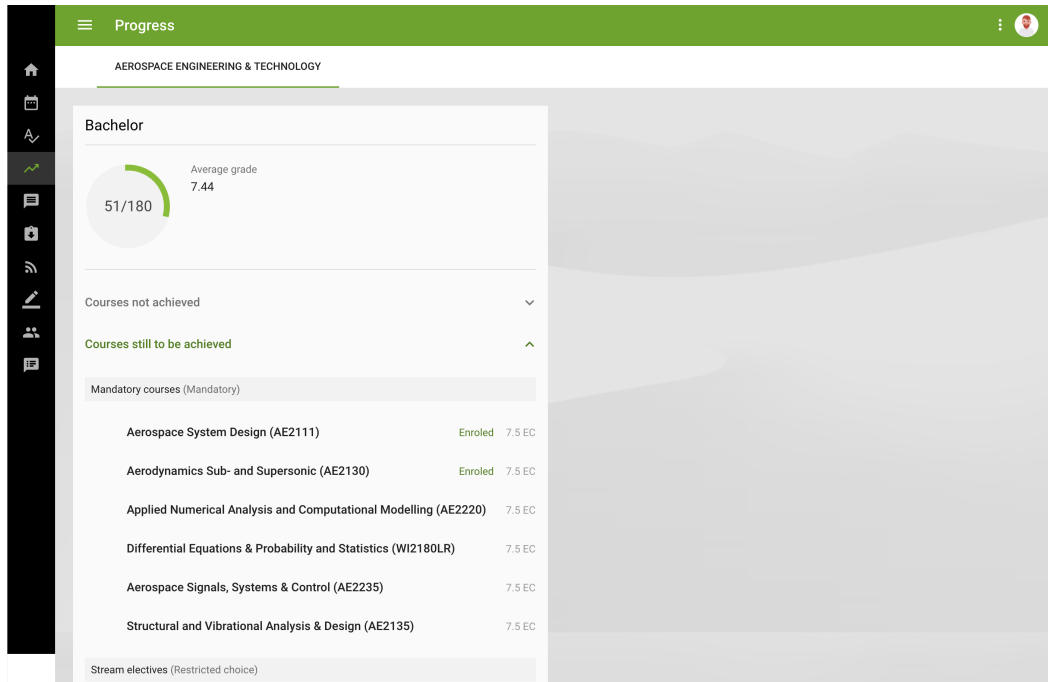 Progress
AEROSPACE ENGINEERING & TECHNOLOGY
Bachelor
51/180
Average grade
7.44
Courses not achieved
Courses still to be achieved
Mandatory courses (Mandatory)
Aerospace System Design (AE2111) Enroled 7.5 EC
Aerodynamics Sub- and Supersonic (AE2130) Enroled 7.5 EC
Applied Numerical Analysis and Computational Modelling (AE2220) 7.5 EC
Differential Equations & Probability and Statistics (WI2180LR) 7.5 EC
Aerospace Signals, Systems & Control (AE2235) 7.5 EC
Structural and Vibrational Analysis & Design (AE2135) 7.5 EC
Stream electives (Restricted choice)